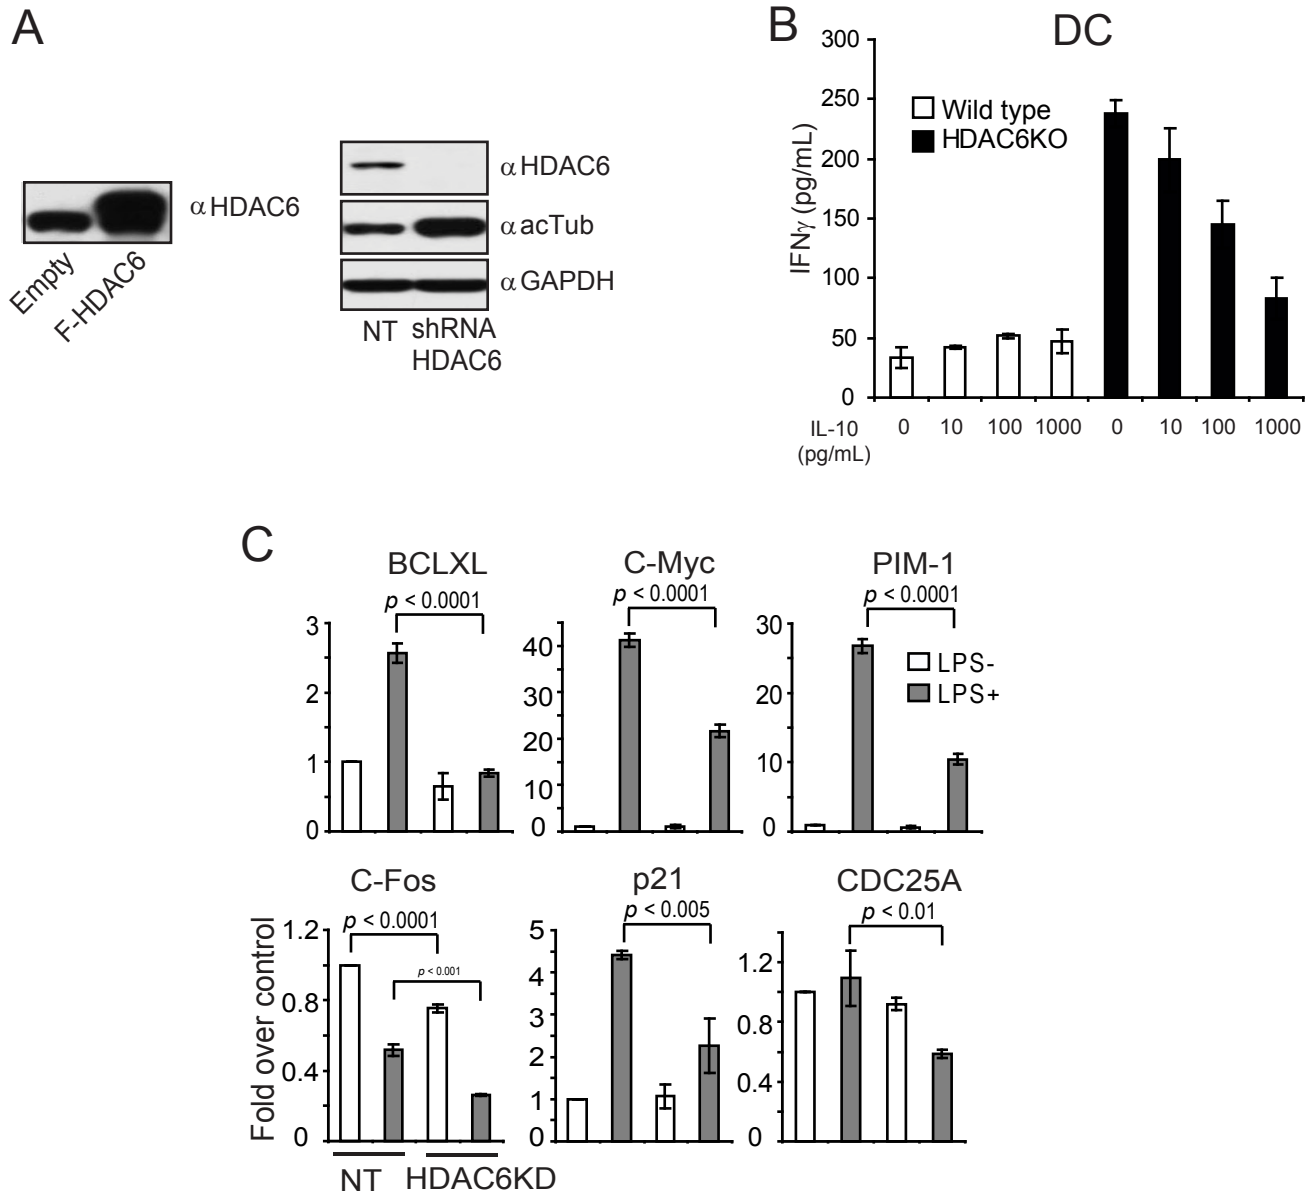 A
αHDAC6
Empty
F-HDAC6
αHDAC6
αacTub
αGAPDH
NT
shRNA
HDAC6
B
DC
IFNγ (pg/mL)
300
250
200
150
100
50
0
Wild type
HDAC6KO
IL-10
(pg/mL)
0 10 100 1000 0 10 100 1000
C
BCLXL
p < 0.0001
3
2
1
0
C-Myc
p < 0.0001
40
30
20
10
0
PIM-1
p < 0.0001
30
20
10
0
LPS-
LPS+
C-Fos
p < 0.0001
p < 0.001
Fold over control
1.2
0.8
0.4
0
NT
HDAC6KD
p21
p < 0.005
5
4
3
2
1
0
CDC25A
p < 0.01
1.2
0.8
0.4
0